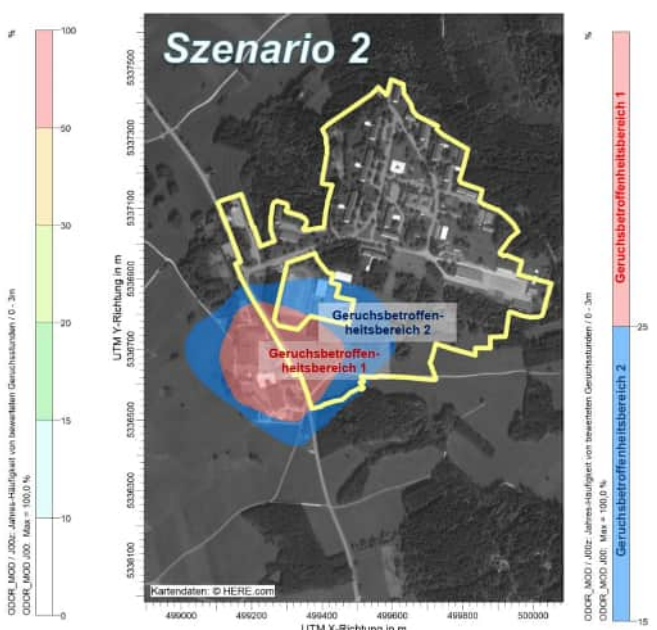 %
100
50
30
20
15
10
0
ODOR_MOD / J00z: Jahres-Häufigkeit von bewerteten Geruchsstunden / 0 - 3m
ODOR_MOD J00: Max = 100,0 %
Szenario 2
UTM Y-Richtung in m
5337500
5337300
5337100
5336900
5336700
5336500
5336300
5336100
Geruchsbetroffen-
heitsbereich 2
Geruchsbetroffen-
heitsbereich 1
Kartendaten: © HERE.com
499000
499200
499400
499600
499800
500000
UTM X-Richtung in m
%
Geruchsbetroffenheitsbereich 1
25
Geruchsbetroffenheitsbereich 2
15
ODOR_MOD / J00z: Jahres-Häufigkeit von bewerteten Geruchsstunden / 0 - 3m
ODOR_MOD J00: Max = 100,0 %